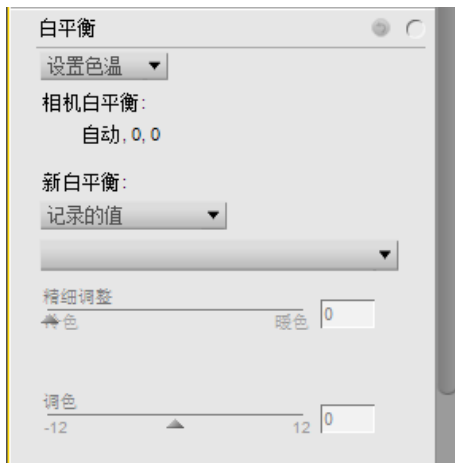 白平衡
设置色温
相机白平衡:
自动, 0, 0
新白平衡:
记录的值
精细调整
0
冷色 暖色
调色
0
-12 12